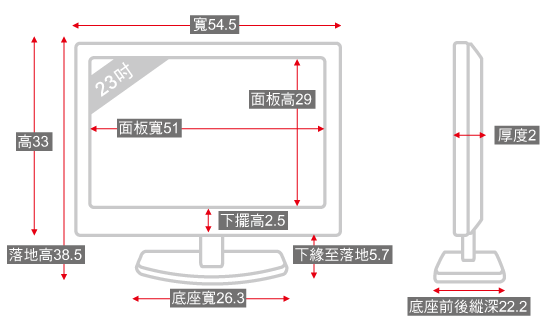 寬54.5
23吋
面板高29
面板寬51
高33
厚度2
下擺高2.5
落地高38.5
下緣至落地5.7
底座寬26.3
底座前後縱深22.2